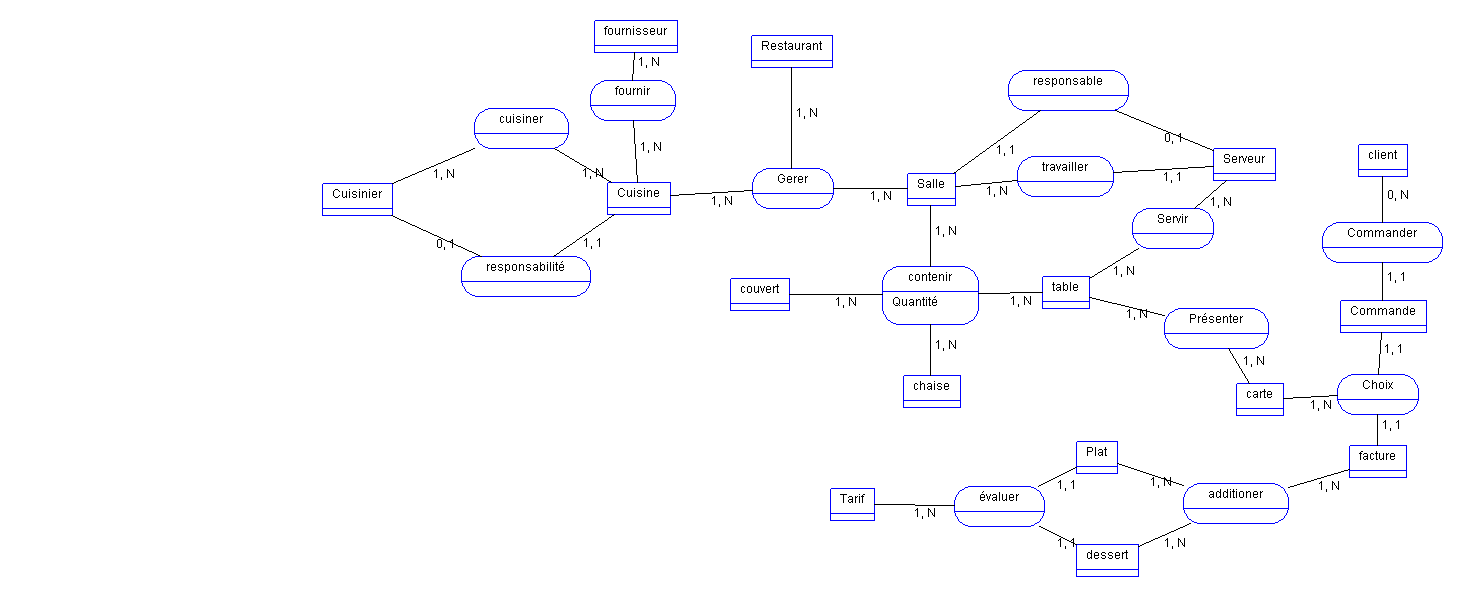 fournisseur
1, N
fournir
1, N
Restaurant
1, N
responsable
1, 1
0, 1
cuisiner
1, N
1, N
Cuisinier
Cuisine
0, 1
1, 1
responsabilité
1, N
Gerer
1, N
Salle
1, N
travailler
1, 1
Serveur
1, N
Servir
1, N
client
0, N
Commander
1, 1
Commande
1, 1
1, N
contenir
Quantité
couvert
1, N
1, N
table
1, N
chaise
1, N
Présenter
1, N
carte
1, N
Choix
1, 1
facture
1, N
Plat
1, N
additioner
1, 1
Tarif
1, N
évaluer
1, 1
dessert
1, N